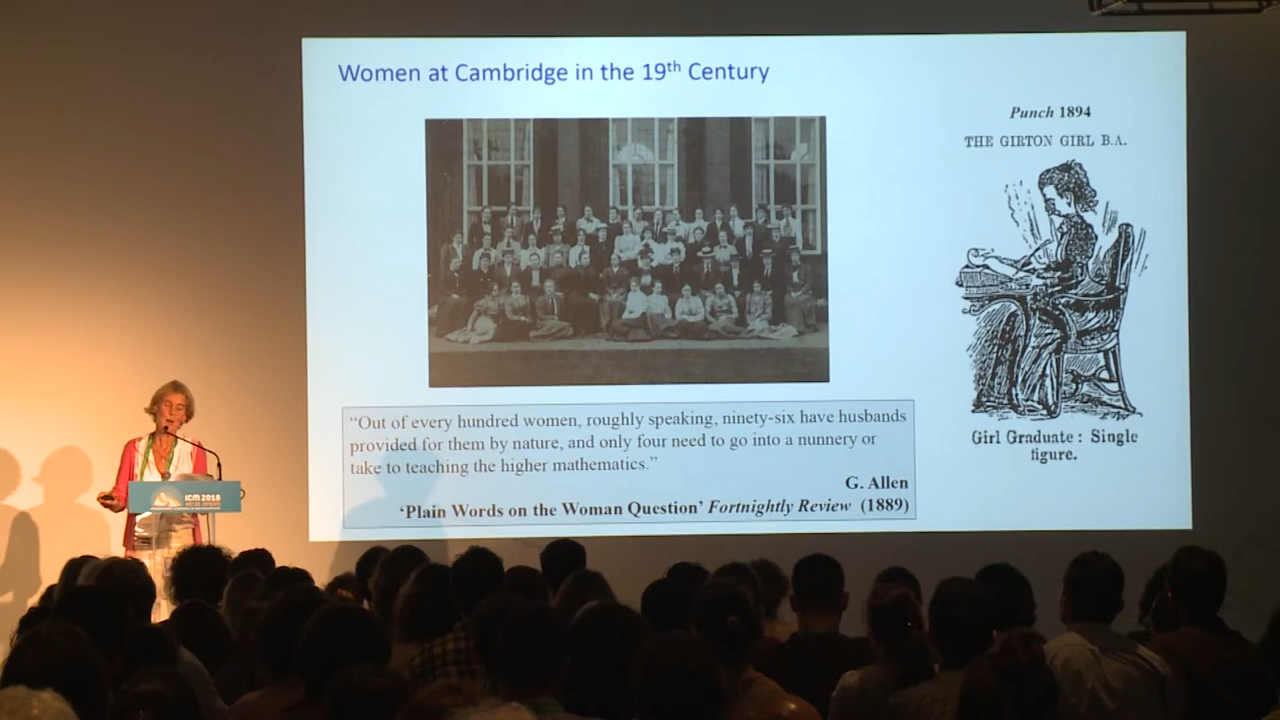 Women at Cambridge in the 19th Century
Punch 1894
THE GIRTON GIRL B.A.
Girl Graduate : Single
figure.
“Out of every hundred women, roughly speaking, ninety-six have husbands
provided for them by nature, and only four need to go into a nunnery or
take to teaching the higher mathematics.”
G. Allen
‘Plain Words on the Woman Question’ Fortnightly Review (1889)
ICM 2018